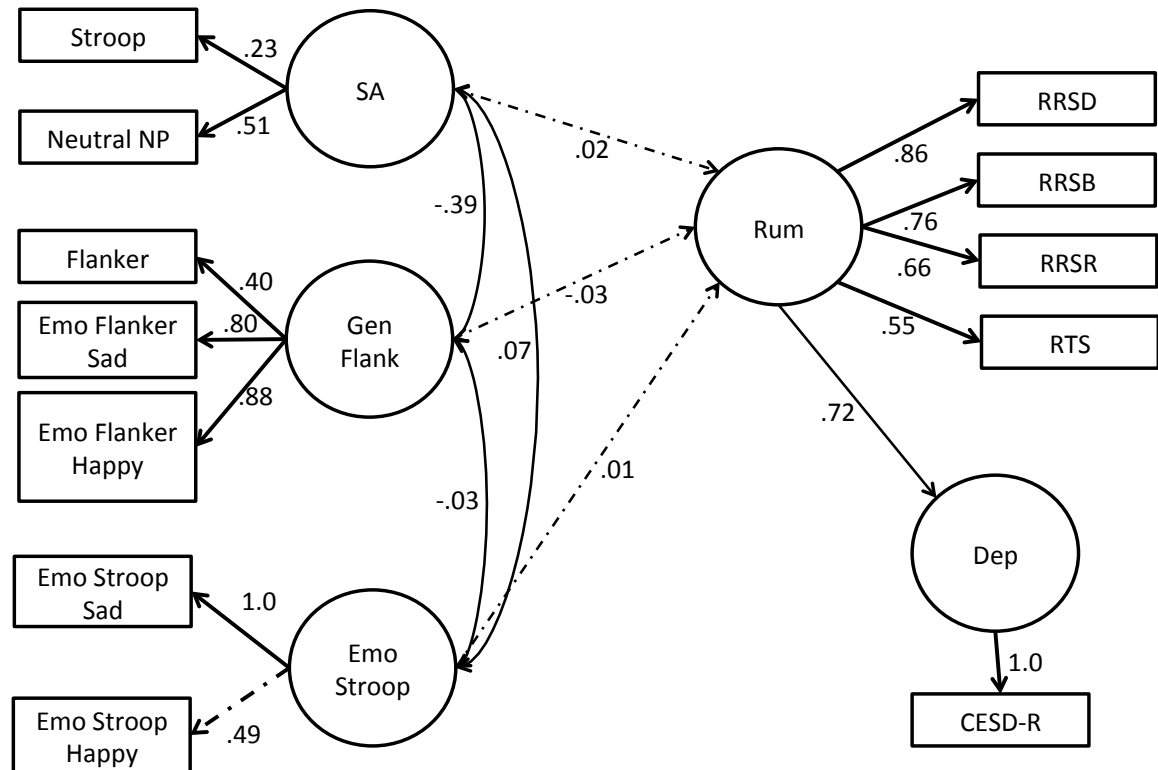 Stroop
.23
SA
Neutral NP
.51
.02
-.39
RRSD
.86
RRSB
.76
Rum
RRSR
.66
RTS
.55
Flanker
.40
Emo Flanker
Sad
.80
Gen
Flank
Emo Flanker
Happy
.88
-.03
.07
.72
.01
-.03
Dep
Emo Stroop
Sad
1.0
Emo
Stroop
Emo Stroop
Happy
.49
1.0
CESD-R